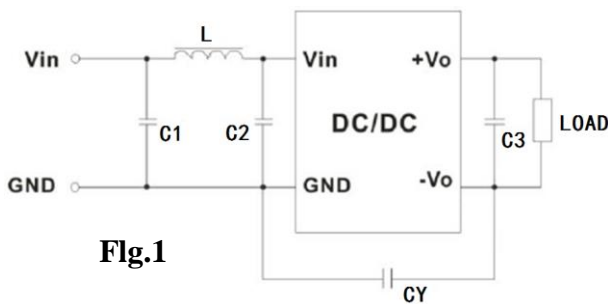 L
Vin
Vin
+Vo
C1
C2
DC/DC
C3
LOAD
GND
GND
-Vo
Flg.1
CY